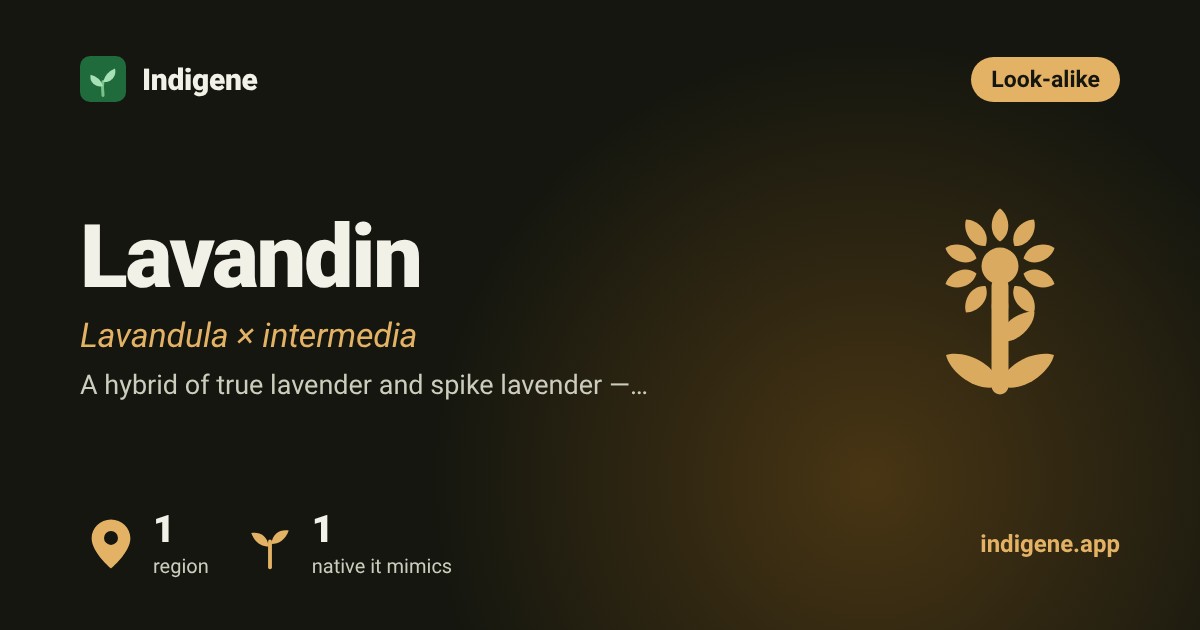 Indigene
Look-alike
Lavandin
Lavandula × intermedia
A hybrid of true lavender and spike lavender —…
1
region
1
native it mimics
indigene.app